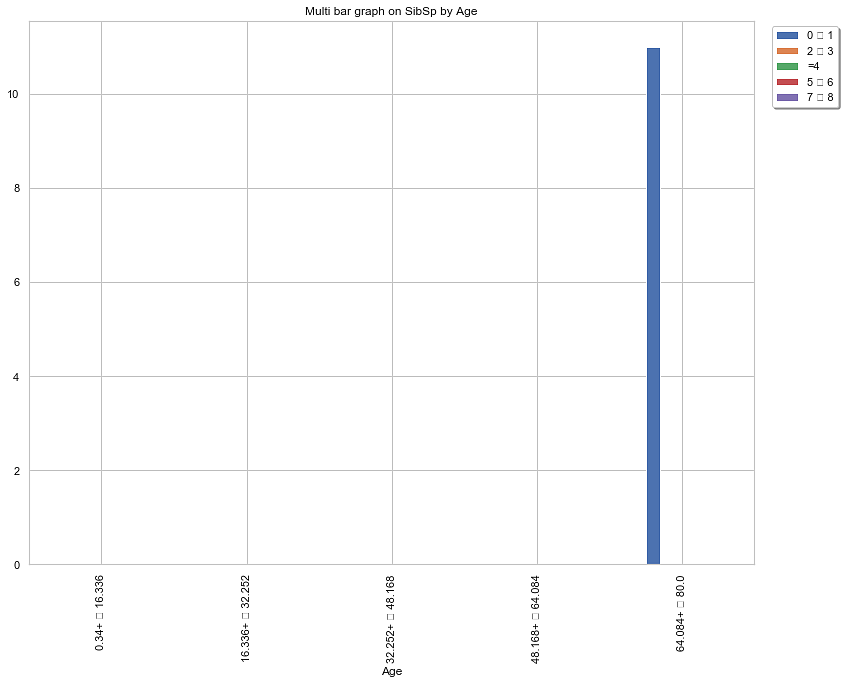 Multi bar graph on SibSp by Age
0 □ 1
2 □ 3
=4
5 □ 6
7 □ 8
10
8
6
4
2
0
0.34+ □ 16.336
16.336+ □ 32.252
32.252+ □ 48.168
48.168+ □ 64.084
64.084+ □ 80.0
Age